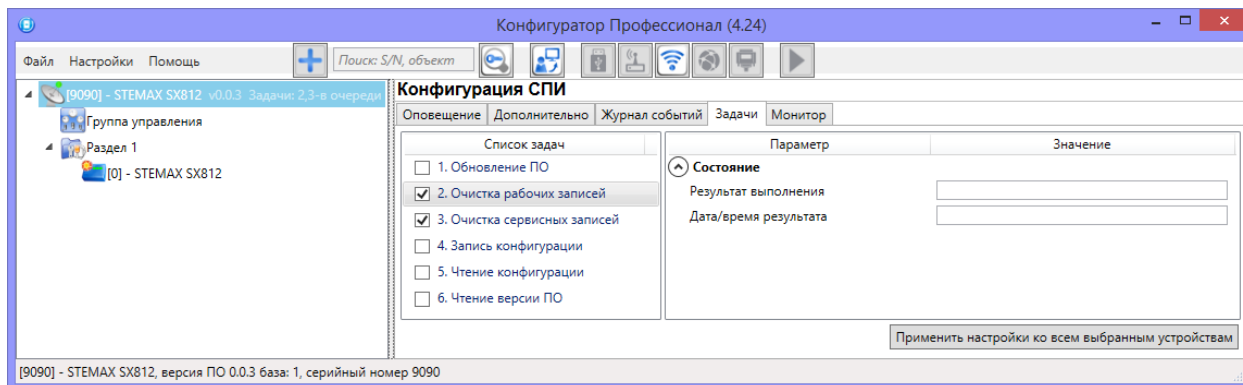 Конфигуратор Профессионал (4.24)
Файл Настройки Помощь
Поиск: S/N, объект
[9090] - STEMAX SX812 v0.0.3 Задачи: 2,3-в очереди
Группа управления
Раздел 1
[0] - STEMAX SX812
Конфигурация СПИ
Оповещение Дополнительно Журнал событий Задачи Монитор
Список задач
1. Обновление ПО
2. Очистка рабочих записей
3. Очистка сервисных записей
4. Запись конфигурации
5. Чтение конфигурации
6. Чтение версии ПО
Параметр Значение
Состояние
Результат выполнения
Дата/время результата
Применить настройки ко всем выбранным устройствам
[9090] - STEMAX SX812, версия ПО 0.0.3 база: 1, серийный номер 9090